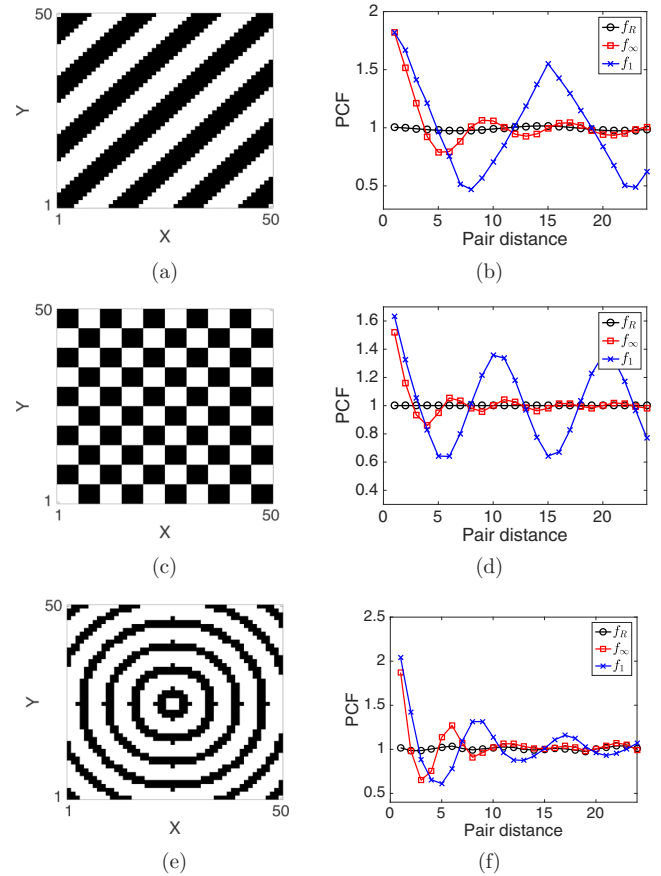 50
Y
1
1
50
X
(a)
2
1.5
1
0.5
PCF
0
5
10
15
20
Pair distance
f_R
f_∞
f_1
(b)
50
Y
1
1
50
X
(c)
1.6
1.4
1.2
1
0.8
0.6
0.4
PCF
0
5
10
15
20
Pair distance
f_R
f_∞
f_1
(d)
50
Y
1
1
50
X
(e)
2.5
2
1.5
1
0.5
PCF
0
5
10
15
20
Pair distance
f_R
f_∞
f_1
(f)